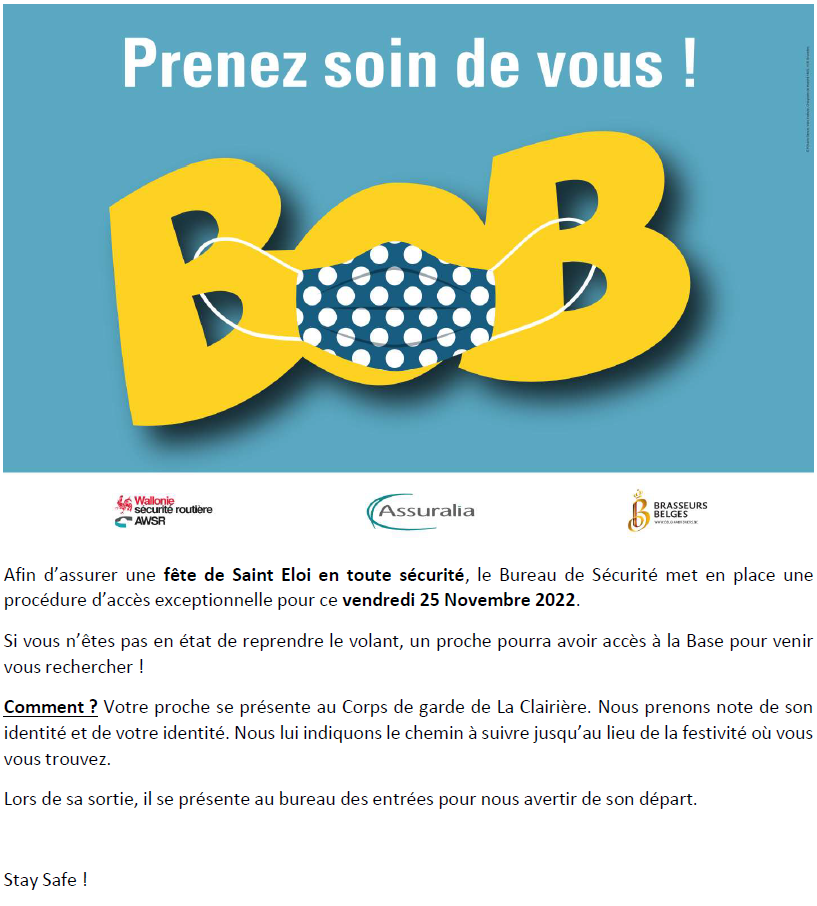 Prenez soin de vous !
BOB
Wallonie
sécurité routière
AWSR
Assuralia
BRASSEURS
BELGES
Afin d’assurer une fête de Saint Eloi en toute sécurité, le Bureau de Sécurité met en place une
procédure d’accès exceptionnelle pour ce vendredi 25 Novembre 2022.
Si vous n’êtes pas en état de reprendre le volant, un proche pourra avoir accès à la Base pour venir
vous rechercher !
Comment ? Votre proche se présente au Corps de garde de La Clairière. Nous prenons note de son
identité et de votre identité. Nous lui indiquons le chemin à suivre jusqu’au lieu de la festivité où vous
vous trouvez.
Lors de sa sortie, il se présente au bureau des entrées pour nous avertir de son départ.
Stay Safe !